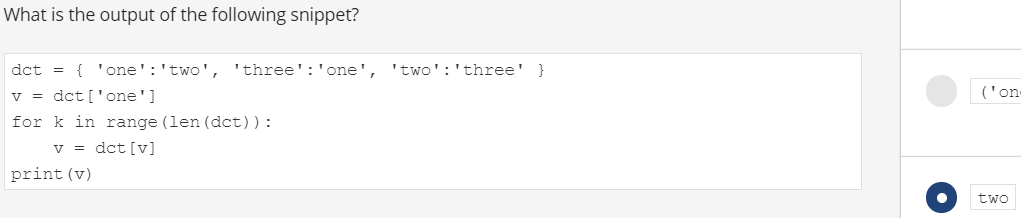 What is the output of the following snippet?
dct = { 'one':'two', 'three':'one', 'two':'three' }
v = dct['one']
for k in range(len(dct)):
    v = dct[v]
print(v)
('on
two